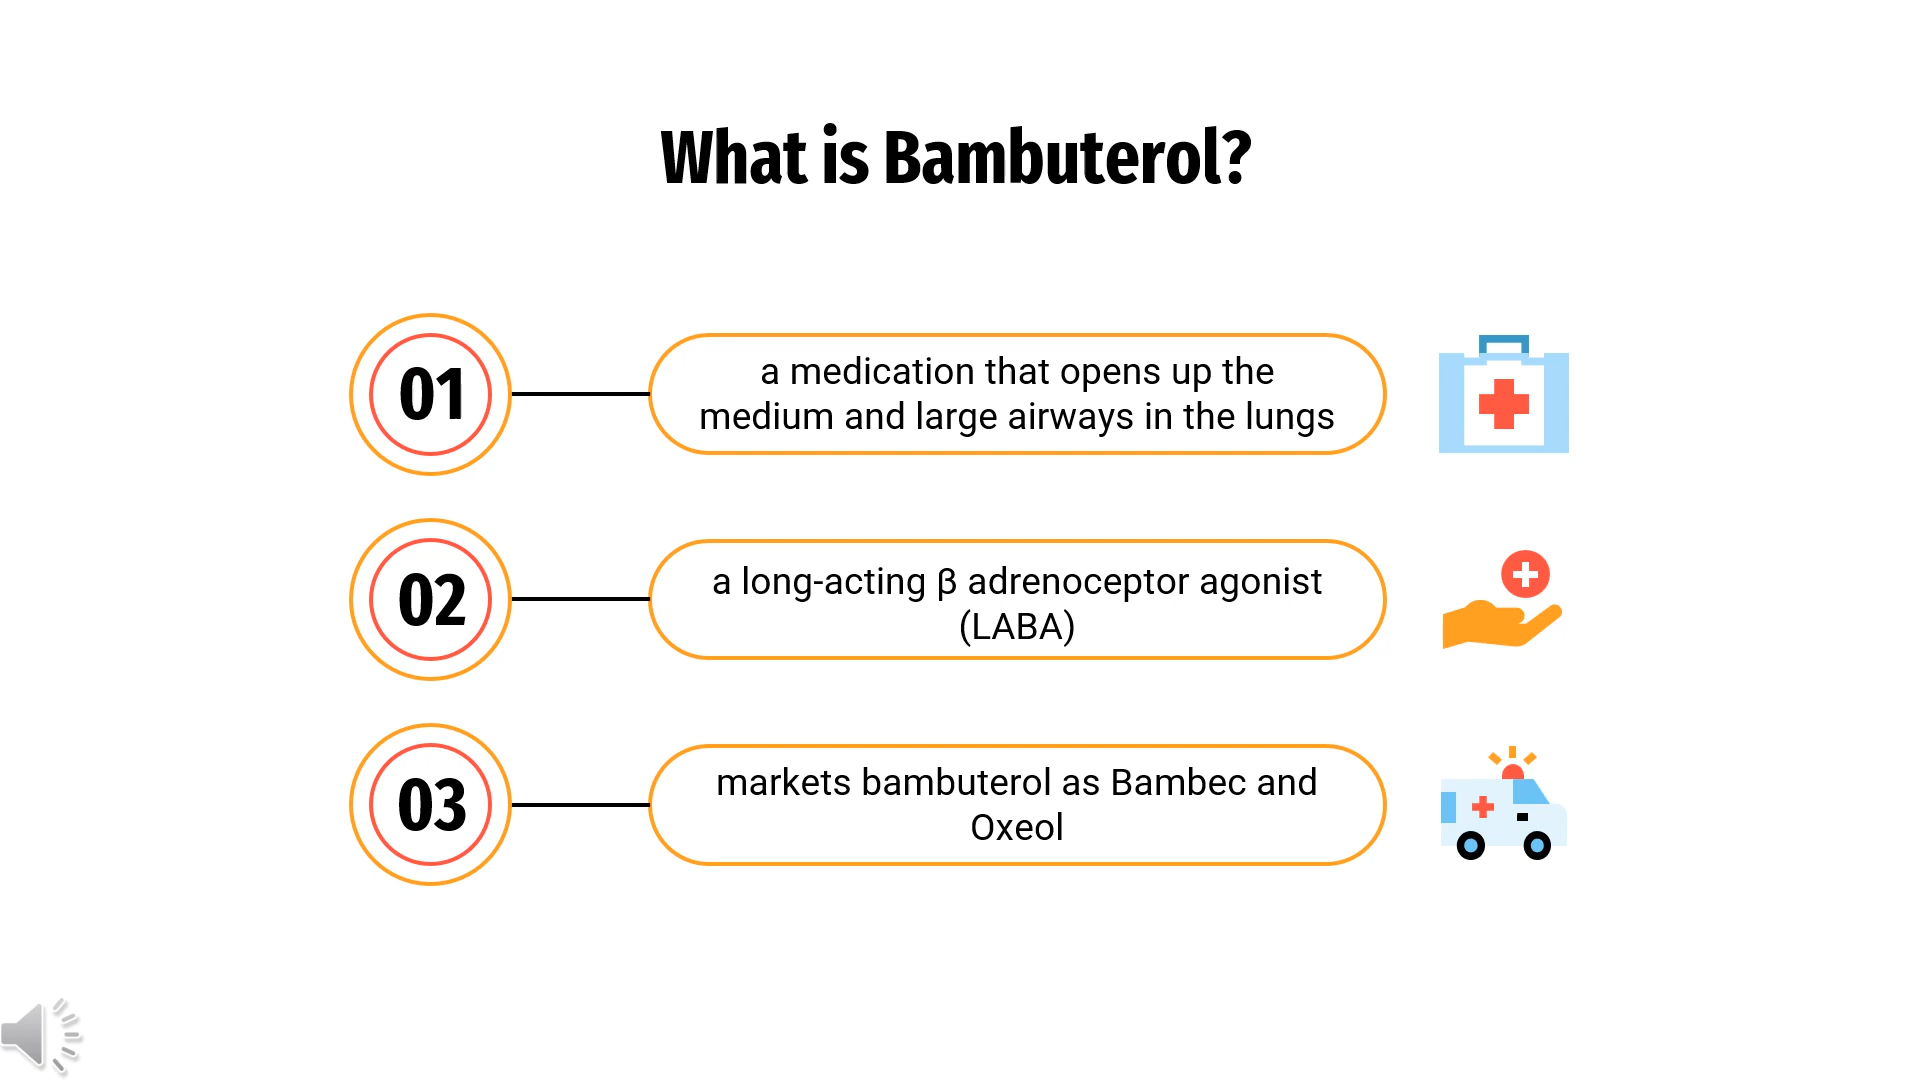 What is Bambuterol?
01
a medication that opens up the
medium and large airways in the lungs
02
a long-acting β adrenoceptor agonist
(LABA)
03
markets bambuterol as Bambec and
Oxeol